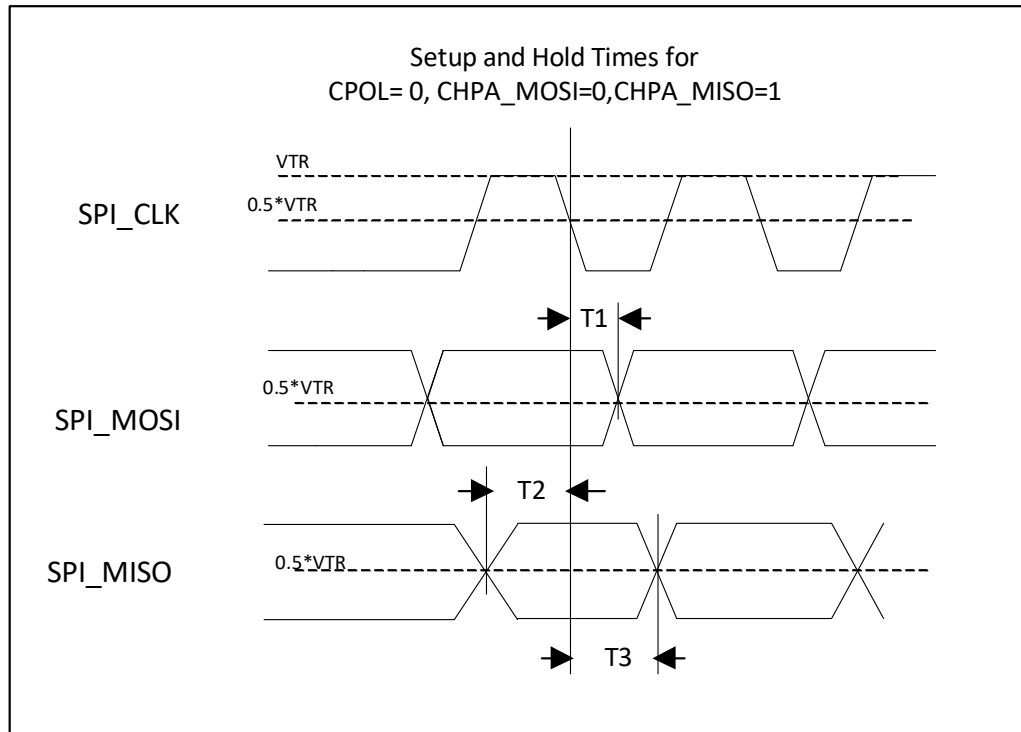 Setup and Hold Times for
CPOL= 0, CHPA_MOSI=0,CHPA_MISO=1
VTR
0.5*VTR
SPI_CLK
T1
0.5*VTR
SPI_MOSI
T2
0.5*VTR
SPI_MISO
T3